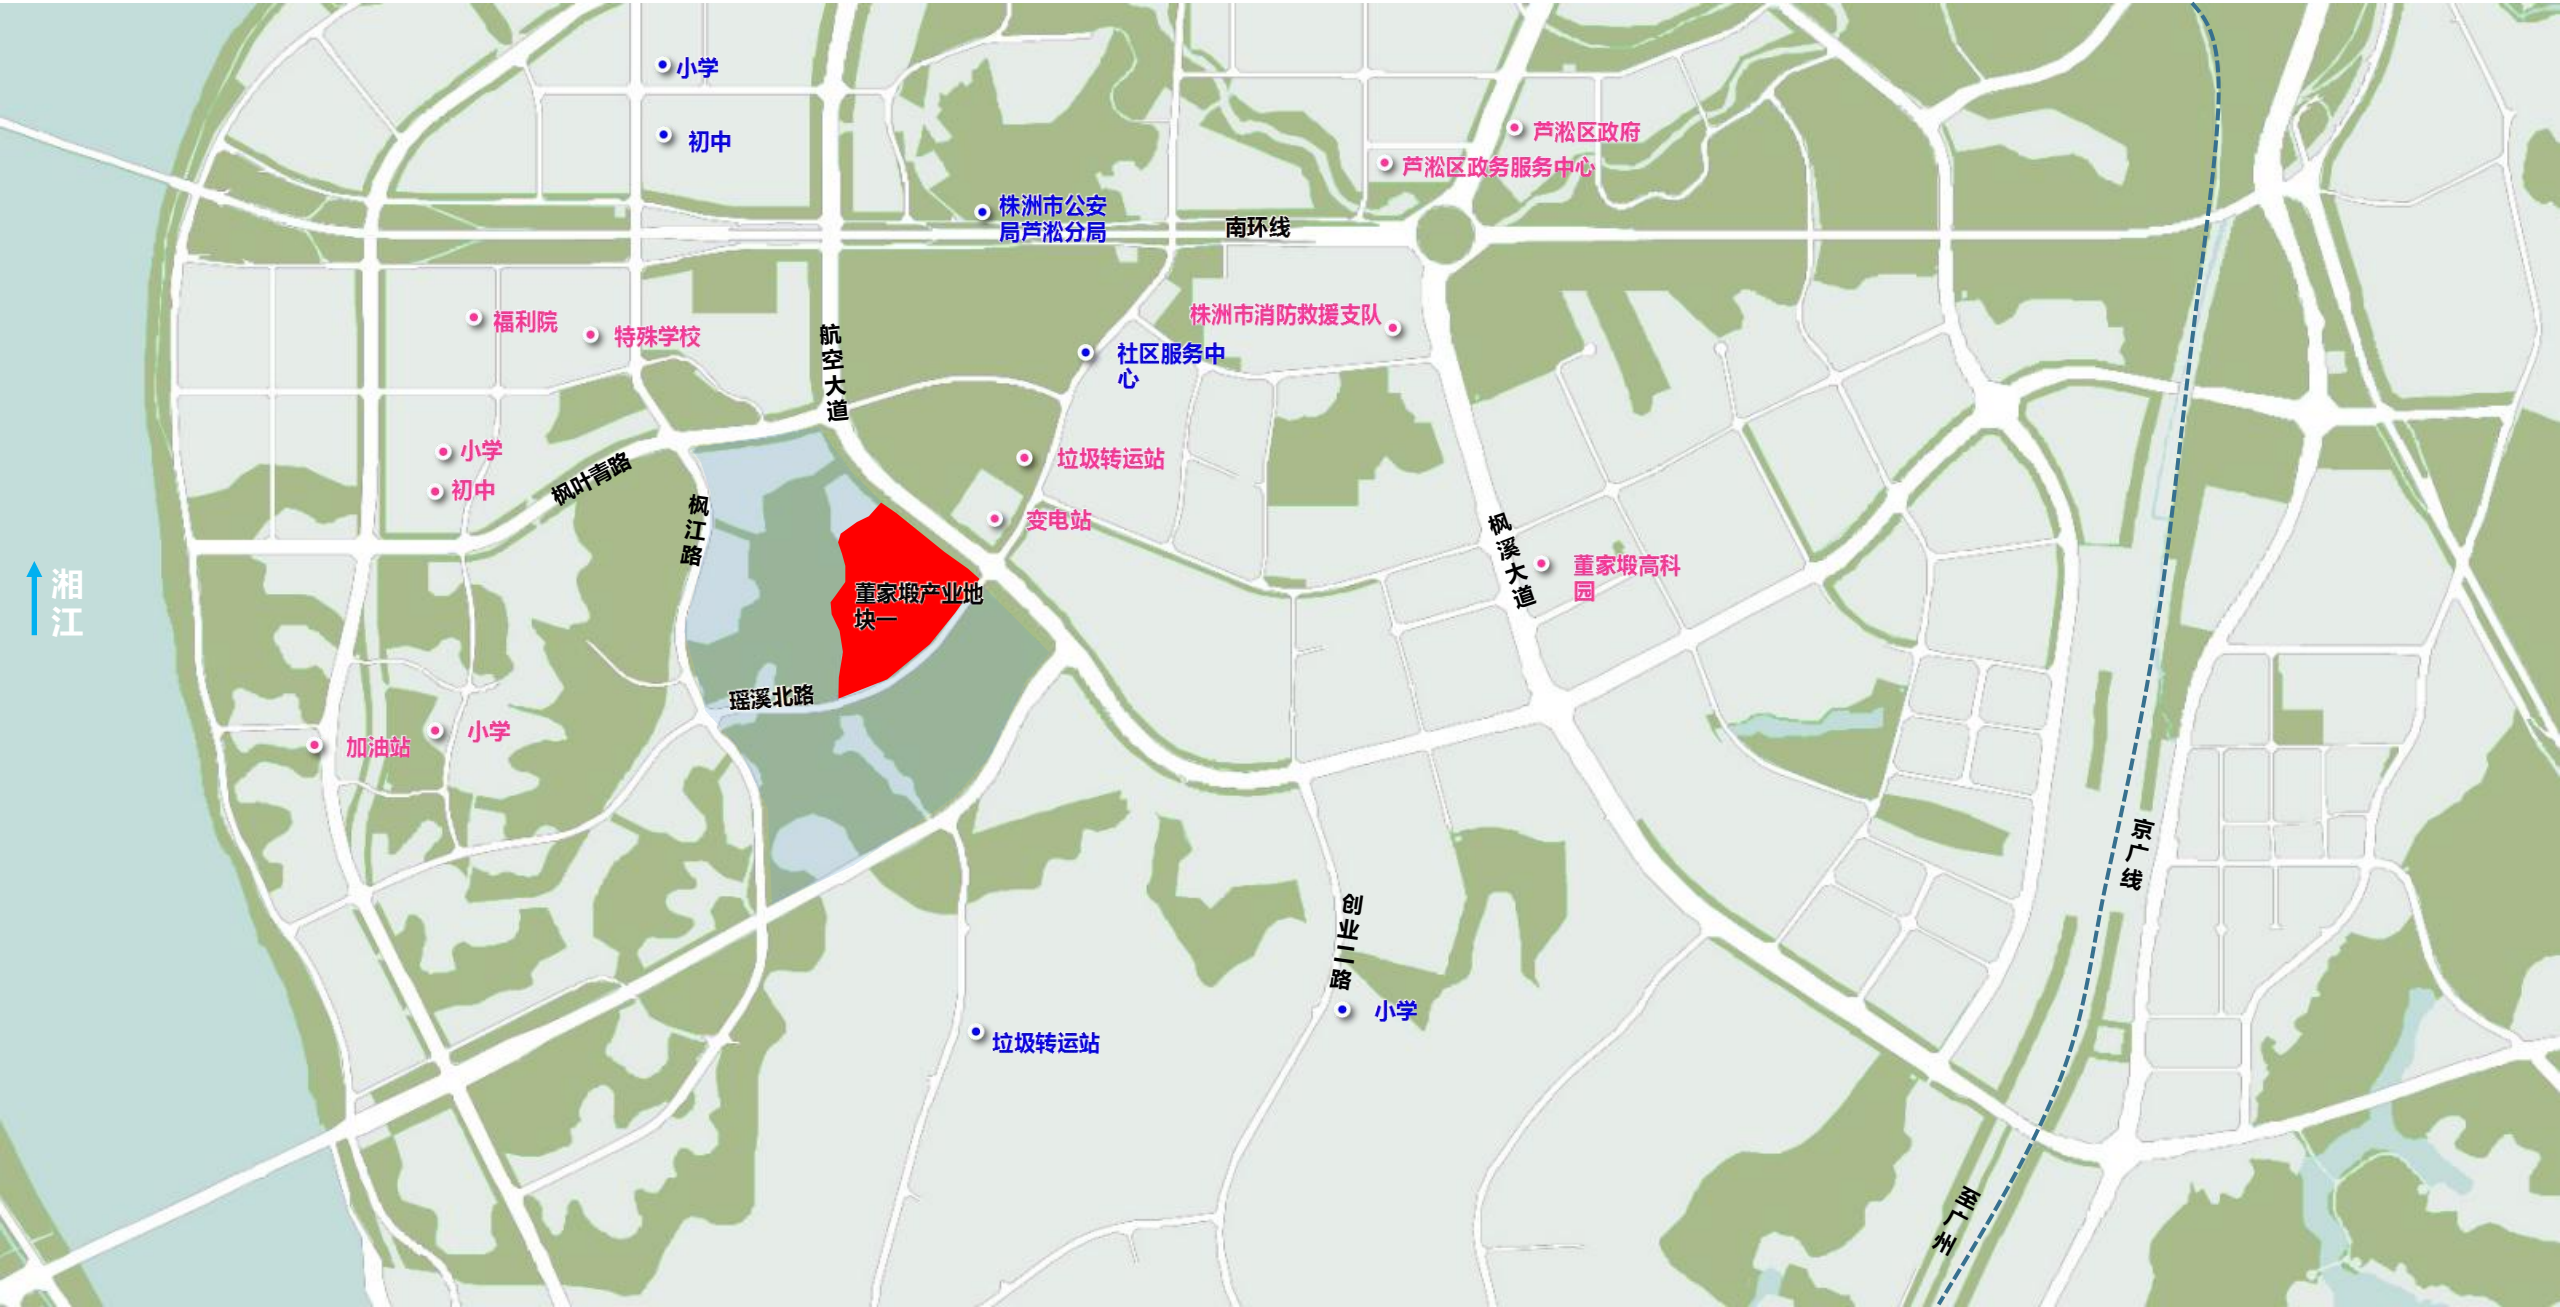 小学
初中
芦淞区政府
芦淞区政务服务中心
株洲市公安
局芦淞分局
南环线
福利院
特殊学校
航空大道
株洲市消防救援支队
社区服务中
心
小学
初中
枫叶青路
垃圾转运站
枫江路
变电站
枫溪大道
董家塅高科
园
湘江
董家塅产业地
块一
瑶溪北路
加油站
小学
京广线
创业二路
小学
垃圾转运站
至广州